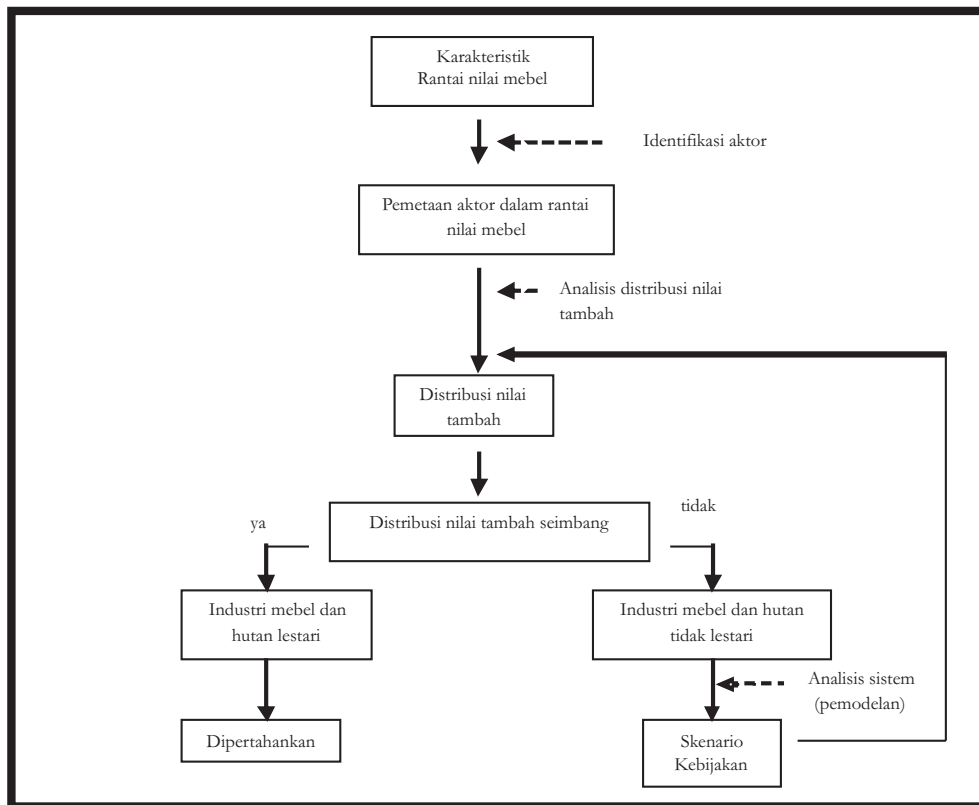 Karakteristik
Rantai nilai mebel
Identifikasi aktor
Pemetaan aktor dalam rantai
nilai mebel
Analisis distribusi nilai
tambah
Distribusi nilai
tambah
ya
Distribusi nilai tambah seimbang
tidak
Industri mebel dan
hutan lestari
Industri mebel dan hutan
tidak lestari
Analisis sistem
(pemodelan)
Dipertahankan
Skenario
Kebijakan